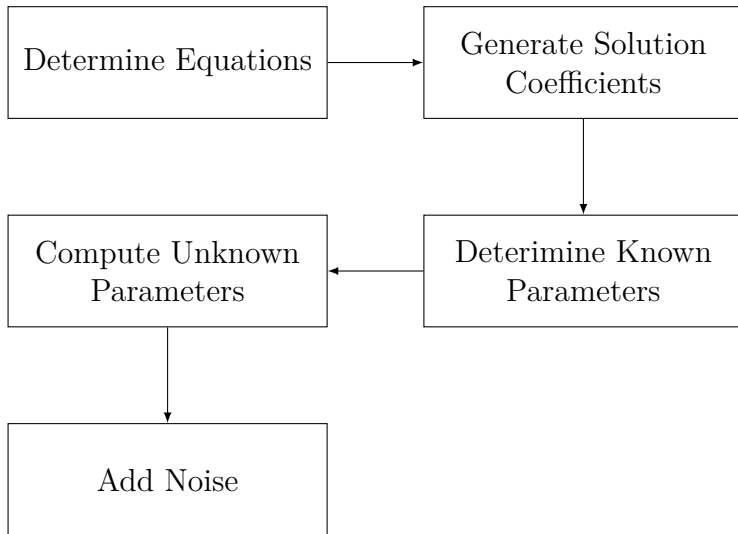 Determine Equations
Generate Solution
Coefficients
Deterimine Known
Parameters
Compute Unknown
Parameters
Add Noise